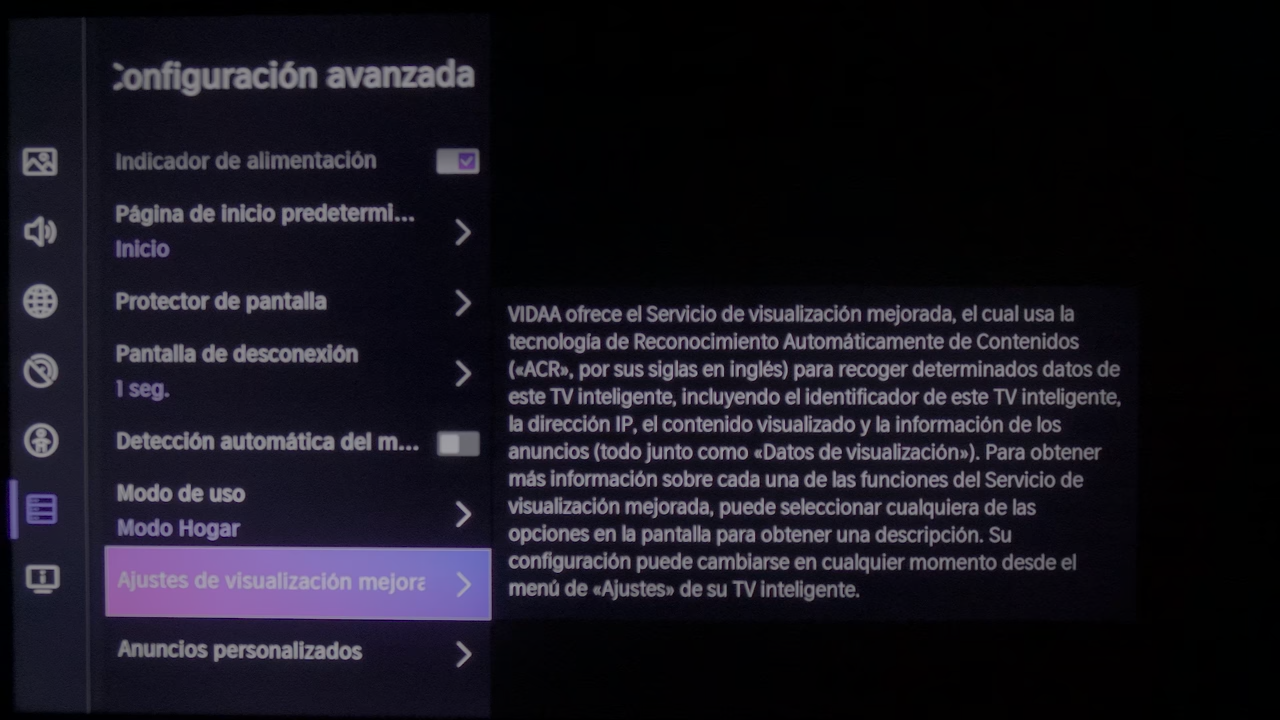 Configuración avanzada
Indicador de alimentación
Página de inicio predetermi...
Inicio
Protector de pantalla
Pantalla de desconexión
1 seg.
Detección automática del m...
Modo de uso
Modo Hogar
Ajustes de visualización mejora
Anuncios personalizados
VIDAA ofrece el Servicio de visualización mejorada, el cual usa la
tecnología de Reconocimiento Automáticamente de Contenidos
(«ACR», por sus siglas en inglés) para recoger determinados datos de
este TV inteligente, incluyendo el identificador de este TV inteligente,
la dirección IP, el contenido visualizado y la información de los
anuncios (todo junto como «Datos de visualización»). Para obtener
más información sobre cada una de las funciones del Servicio de
visualización mejorada, puede seleccionar cualquiera de las
opciones en la pantalla para obtener una descripción. Su
configuración puede cambiarse en cualquier momento desde el
menú de «Ajustes» de su TV inteligente.